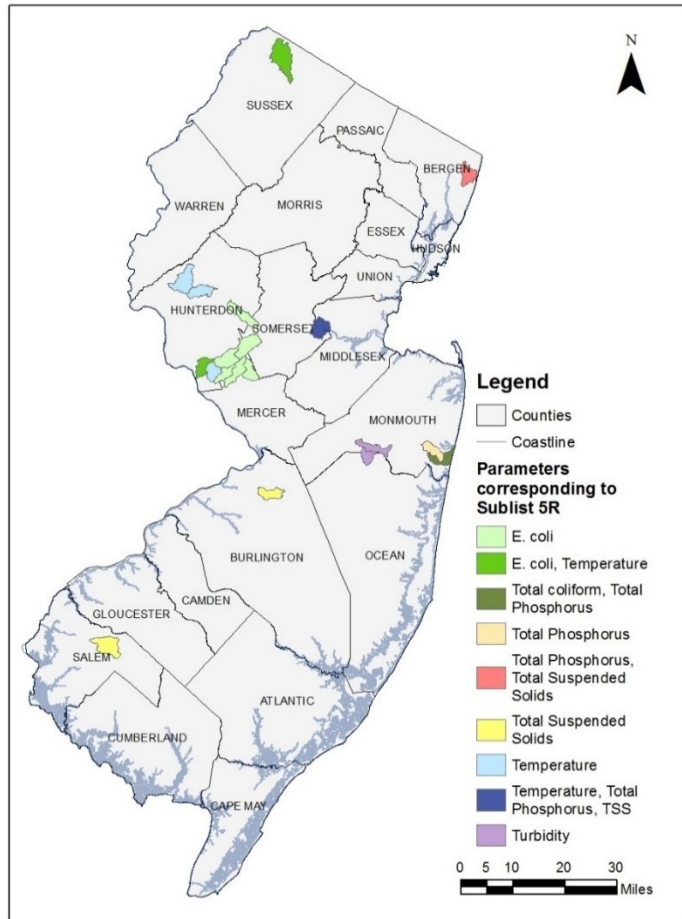 N
SUSSEX
PASSAIC
BERGEN
WARREN
MORRIS
ESSEX
HUDSON
UNION
HUNTERDON
SOMERSET
MIDDLESEX
MERCER
MONMOUTH
BURLINGTON
OCEAN
CAMDEN
GLOUCESTER
SALEM
ATLANTIC
CUMBERLAND
CAPE MAY
Legend
Counties
Coastline
Parameters
corresponding to
Sublist 5R
E. coli
E. coli, Temperature
Total coliform, Total
Phosphorus
Total Phosphorus
Total Phosphorus,
Total Suspended
Solids
Total Suspended
Solids
Temperature
Temperature, Total
Phosphorus, TSS
Turbidity
0 5 10 20 30
Miles